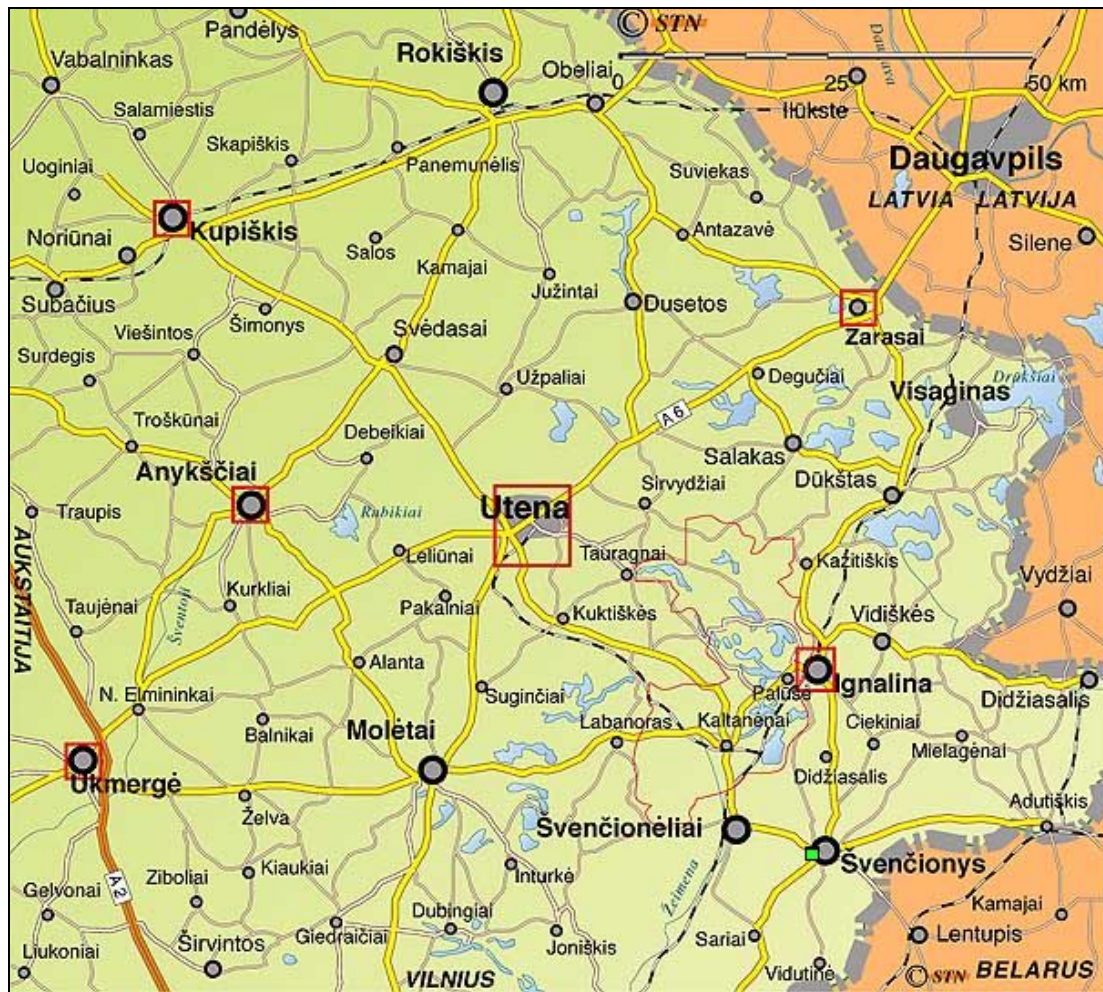 Pandėlys
© STN
Rokiškis
Daugava
Vabalninkas
Obeliai
0
25
50 km
Ilūkste
Salamiestis
Skapiškis
Panemunėlis
Daugavpils
Uoginiai
Suviekas
LATVIA LATVIJA
Kupiškis
Noriūnai
Salos
Kamajai
Antazavė
Silene
Subačius
Jūžintai
Dusetos
Šimonys
Viešintos
Svėdasai
Zarasai
Surdegis
Užpaliai
Degučiai
Drūkšiai
Visaginas
Troškūnai
Debeikiai
A6
Salakas
Anykščiai
Dūkštas
Sirvydžiai
Utena
Traupis
Rubikiai
AUKŠTAITIJA
Leliūnai
Tauragnai
Kazitiškis
Vydžiai
Kurkliai
Pakalniai
Kuktiškės
Vidiškės
Taujėnai
Šventoji
Alanta
Ignalina
N. Elmininkai
Suginčiai
Palūšė
Didžiasalis
Balnikai
Molėtai
Labanoras
Kaltanėnai
Ciekiniai
Mielagėnai
Ukmergė
Didžiasalis
Želva
Adutiškis
Švenčionėliai
Švenčionys
Kiaukiai
Inturkė
Žeimena
A2
Ziboliai
Gelvonai
Dubingiai
Kamajai
Giedraičiai
Širvintos
Joniškis
Sariai
Lentupis
Liukoniai
VILNIUS
Vidutinė
© STN
BELARUS